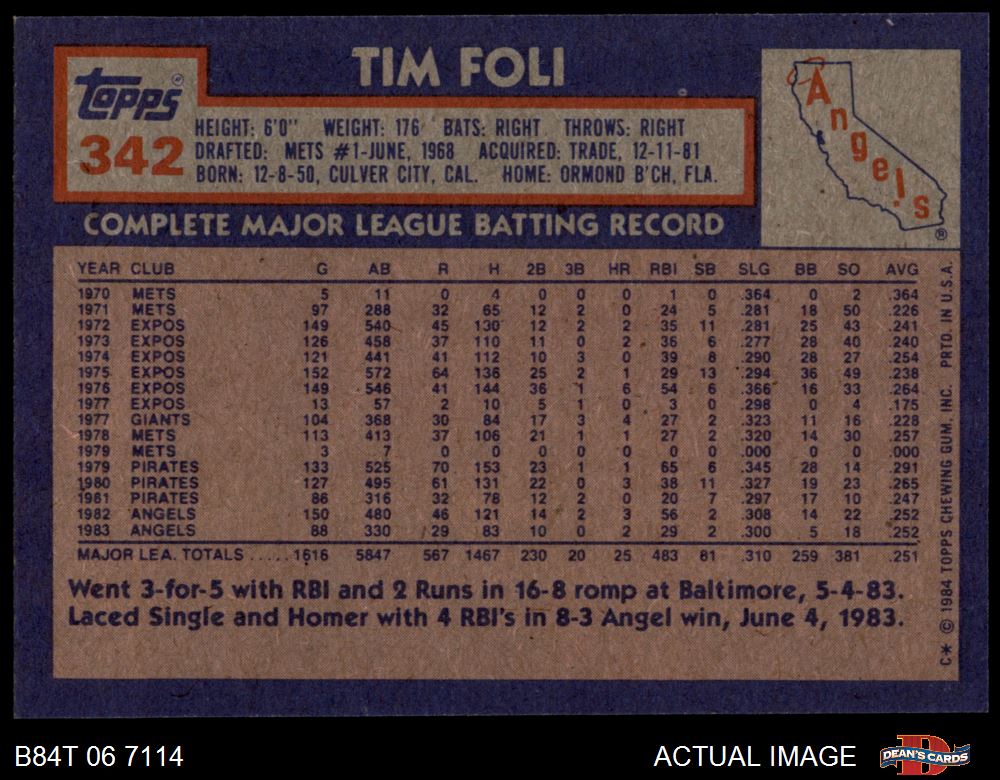 TIM FOLI
topps®
342
HEIGHT: 6'0" WEIGHT: 176 BATS: RIGHT THROWS: RIGHT
DRAFTED: METS #1-JUNE, 1968 ACQUIRED: TRADE, 12-11-81
BORN: 12-8-50, CULVER CITY, CAL. HOME: ORMOND B'CH, FLA.
Angels
®
COMPLETE MAJOR LEAGUE BATTING RECORD
YEAR CLUB G AB R H 2B 3B HR RBI SB SLG BB SO AVG
1970 METS 5 11 0 4 0 0 0 1 0 .364 0 2 .364
1971 METS 97 288 32 65 12 2 0 24 5 .281 18 50 .226
1972 EXPOS 149 540 45 130 12 2 2 35 11 .281 25 43 .241
1973 EXPOS 126 458 37 110 11 0 2 36 6 .277 28 40 .240
1974 EXPOS 121 441 41 112 10 3 0 39 8 .290 28 27 .254
1975 EXPOS 152 572 64 136 25 2 1 29 13 .294 36 49 .238
1976 EXPOS 149 546 41 144 36 1 6 54 6 .366 16 33 .264
1977 EXPOS 13 57 2 10 5 1 0 3 0 .298 0 4 .175
1977 GIANTS 104 368 30 84 17 3 4 27 2 .323 11 16 .228
1978 METS 113 413 37 106 21 1 1 27 2 .320 14 30 .257
1979 METS 3 7 0 0 0 0 0 0 0 .000 0 0 .000
1979 PIRATES 133 525 70 153 23 1 1 65 6 .345 28 14 .291
1980 PIRATES 127 495 61 131 22 0 3 38 11 .327 19 23 .265
1981 PIRATES 86 316 32 78 12 2 0 20 7 .297 17 10 .247
1982 ANGELS 150 480 46 121 14 2 3 56 2 .308 14 22 .252
1983 ANGELS 88 330 29 83 10 0 2 29 2 .300 5 18 .252
MAJOR LEA. TOTALS.....1616 5847 567 1467 230 20 25 483 81 .310 259 381 .251
Went 3-for-5 with RBI and 2 Runs in 16-8 romp at Baltimore, 5-4-83.
Laced Single and Homer with 4 RBI's in 8-3 Angel win, June 4, 1983.
C* © 1984 TOPPS CHEWING GUM, INC. PRTD. IN U.S.A.
B84T 06 7114
ACTUAL IMAGE
D
DEAN'S CARDS